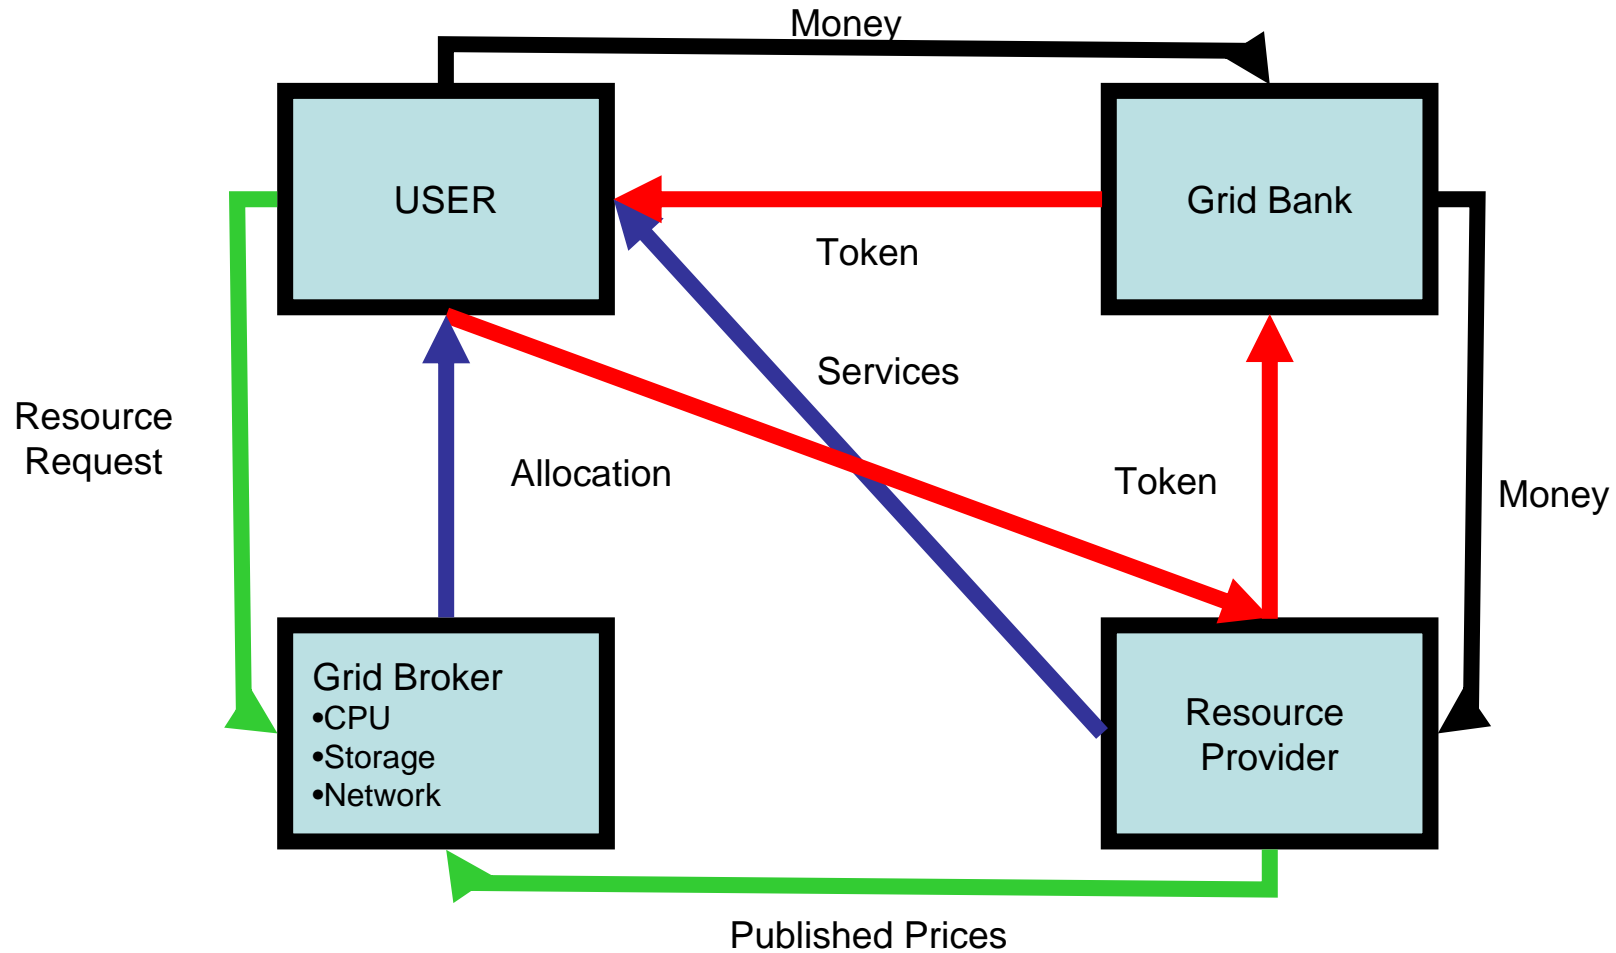 Money
USER
Grid Bank
Token
Services
Resource
Request
Allocation
Token
Money
Grid Broker
•CPU
•Storage
•Network
Resource
Provider
Published Prices